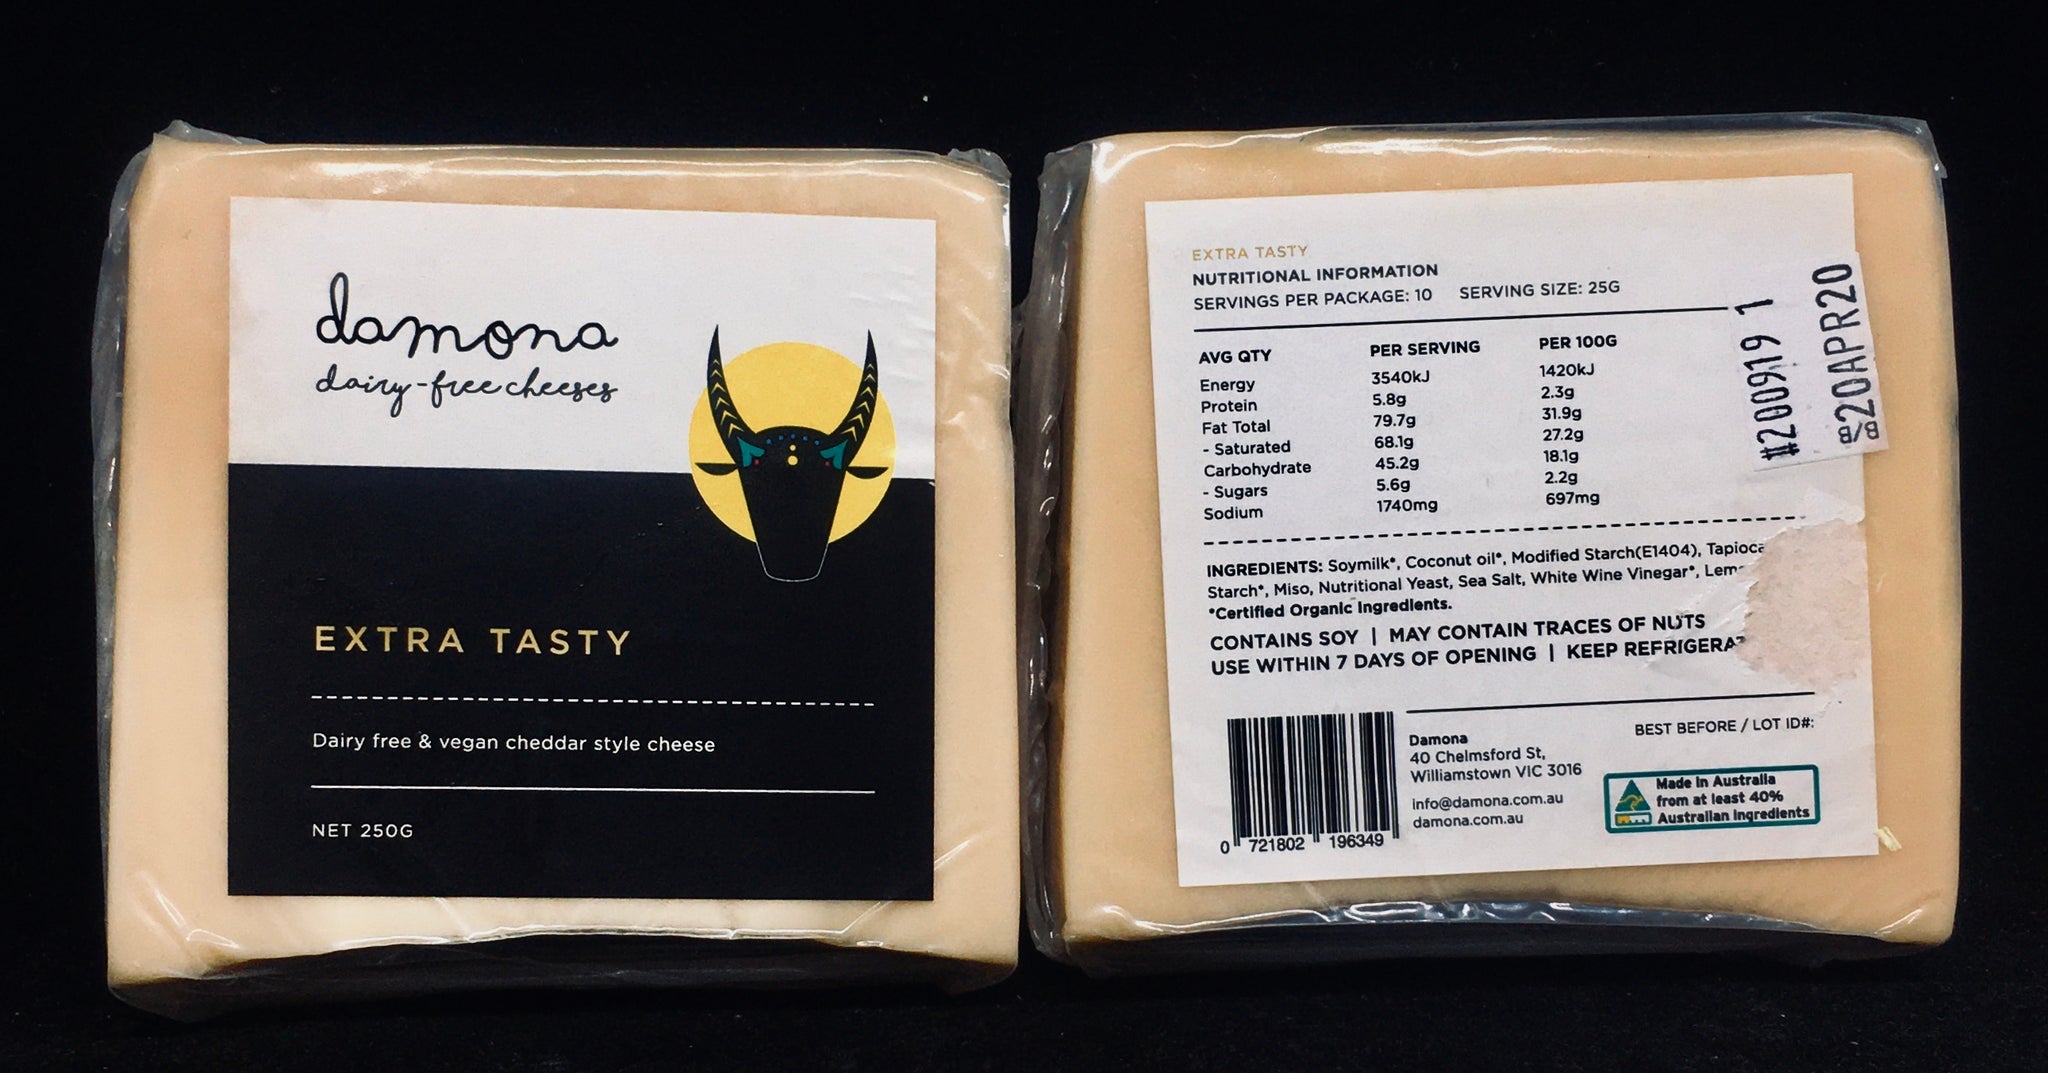 damona
dairy-free cheeses
EXTRA TASTY
Dairy free & vegan cheddar style cheese
NET 250G
EXTRA TASTY
NUTRITIONAL INFORMATION
SERVINGS PER PACKAGE: 10 SERVING SIZE: 25G
AVG QTY PER SERVING PER 100G
Energy 3540kJ 1420kJ
Protein 5.8g 2.3g
Fat Total 79.7g 31.9g
- Saturated 68.1g 27.2g
Carbohydrate 45.2g 18.1g
- Sugars 5.6g 2.2g
Sodium 1740mg 697mg
INGREDIENTS: Soymilk*, Coconut oil*, Modified Starch(E1404), Tapioca
Starch*, Miso, Nutritional Yeast, Sea Salt, White Wine Vinegar*,
*Certified Organic Ingredients.
CONTAINS SOY | MAY CONTAIN TRACES OF NUTS
USE WITHIN 7 DAYS OF OPENING | KEEP
#200919 1
B/B20APR20
BEST BEFORE / LOT ID#:
Damona
40 Chelmsford St,
Williamstown VIC 3016
info@damona.com.au
damona.com.au
Made in Australia
from at least 40%
Australian ingredients
0 721802 196349